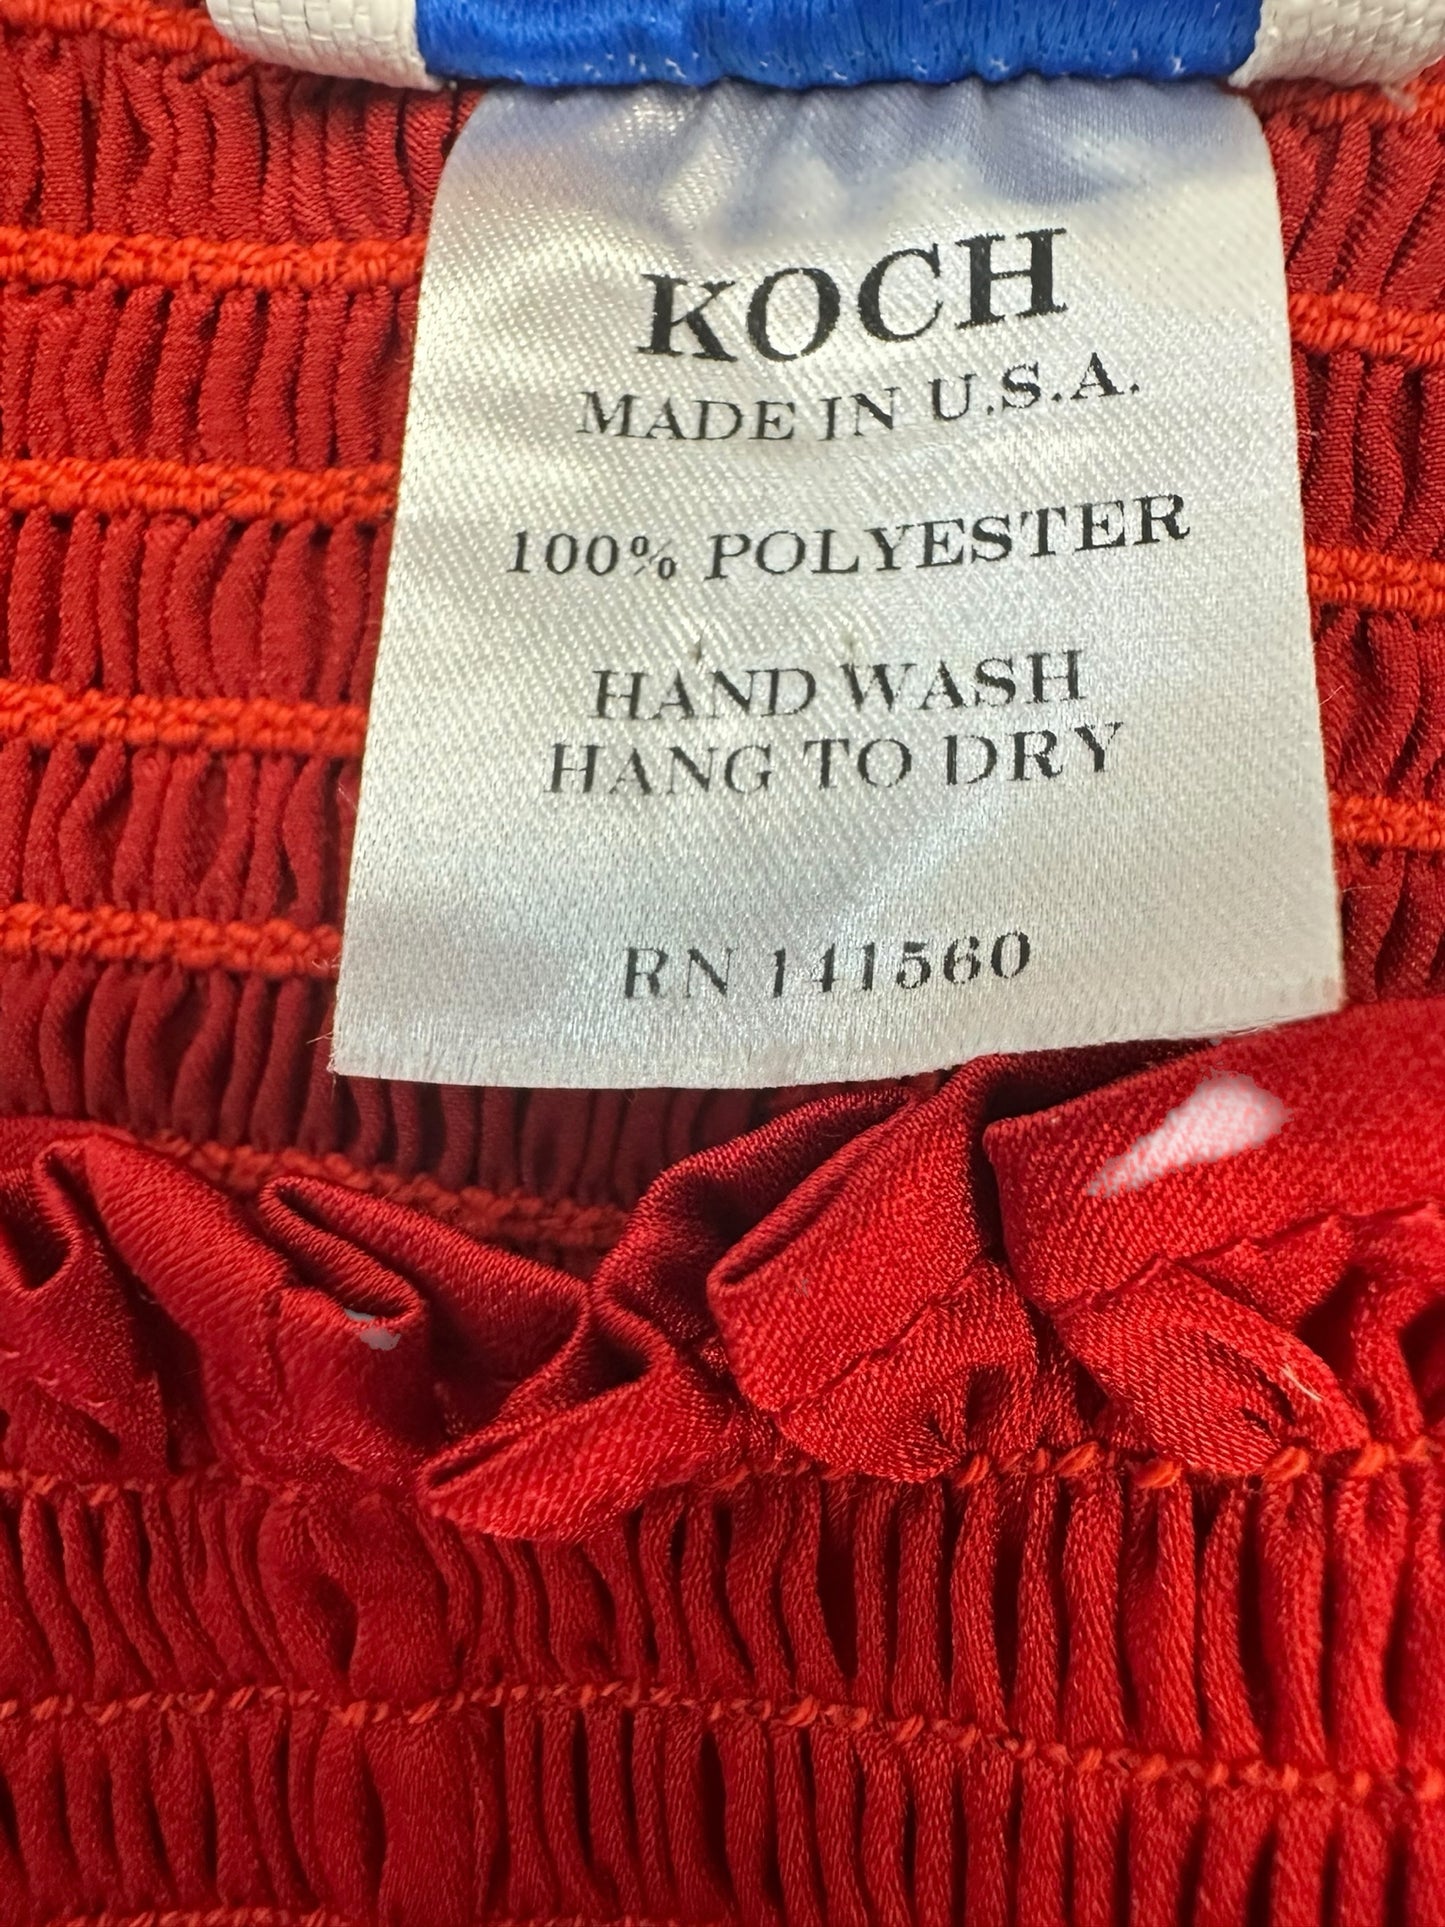 KOCH
MADE IN U.S.A.
100% POLYESTER
HAND WASH
HANG TO DRY
RN 141560